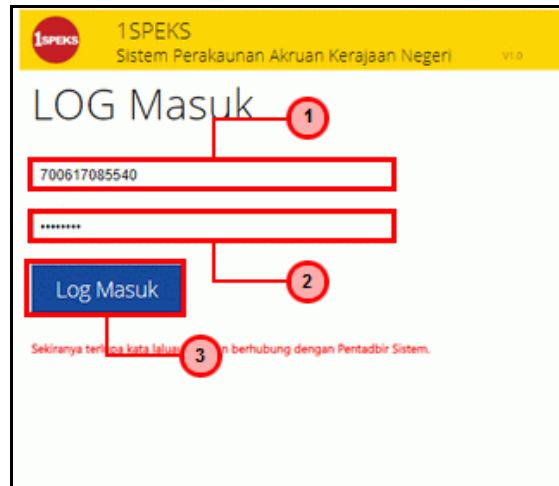 1SPEKS
1SPEKS
Sistem Perakaunan Akruan Kerajaan Negeri V1.0
LOG Masuk
1
700617085540
••••••••
2
Log Masuk
3
Sekiranya terlupa kata laluan berhubung dengan Pentadbir Sistem.